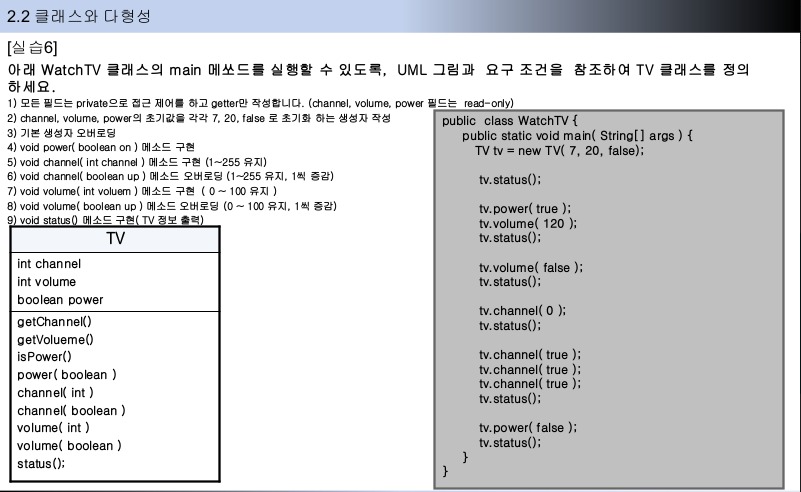 2.2 클래스와 다형성
[실습6]
아래 WatchTV 클래스의 main 메쏘드를 실행할 수 있도록, UML 그림과 요구 조건을 참조하여 TV 클래스를 정의
하세요.
1) 모든 필드는 private으로 접근 제어를 하고 getter만 작성합니다. (channel, volume, power 필드는 read-only)
2) channel, volume, power의 초기값을 각각 7, 20, false 로 초기화 하는 생성자 작성
3) 기본 생성자 오버로딩
4) void power( boolean on ) 메소드 구현
5) void channel( int channel ) 메소드 구현 (1~255 유지)
6) void channel( boolean up ) 메소드 오버로딩 (1~255 유지, 1씩 증감)
7) void volume( int voluem ) 메소드 구현 ( 0 ~ 100 유지 )
8) void volume( boolean up ) 메소드 오버로딩 (0 ~ 100 유지, 1씩 증감)
9) void status() 메소드 구현( TV 정보 출력)
TV
int channel
int volume
boolean power
getChannel()
getVolueme()
isPower()
power( boolean )
channel( int )
channel( boolean )
volume( int )
volume( boolean )
status();
public class WatchTV {
public static void main( String[] args ) {
TV tv = new TV( 7, 20, false);
tv.status();
tv.power( true );
tv.volume( 120 );
tv.status();
tv.volume( false );
tv.status();
tv.channel( 0 );
tv.status();
tv.channel( true );
tv.channel( true );
tv.channel( true );
tv.status();
tv.power( false );
tv.status();
}
}